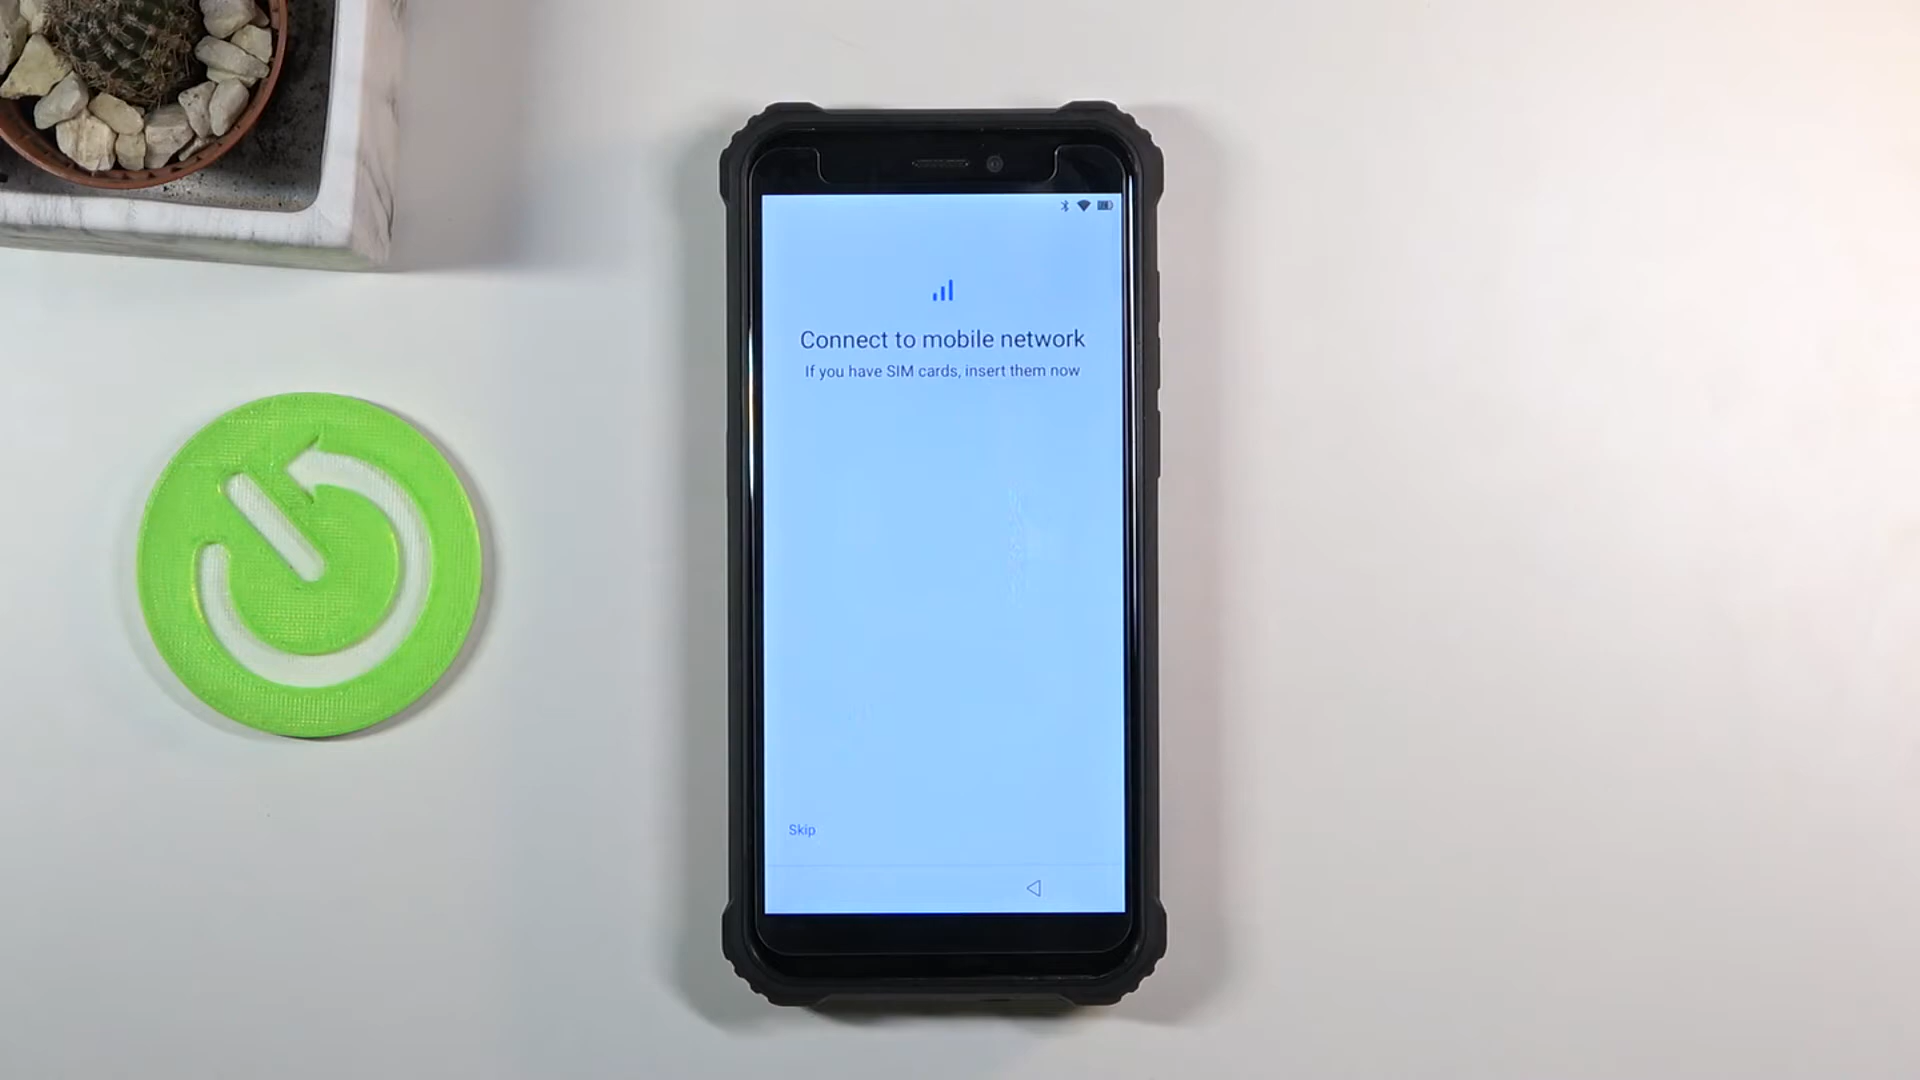 Connect to mobile network
If you have SIM cards, insert them now
Skip